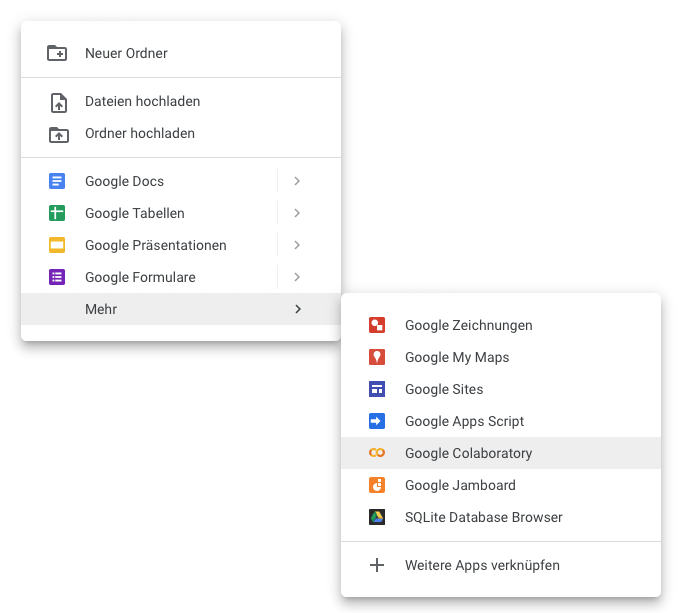 Neuer Ordner
Dateien hochladen
Ordner hochladen
Google Docs
Google Tabellen
Google Präsentationen
Google Formulare
Mehr
Google Zeichnungen
Google My Maps
Google Sites
Google Apps Script
Google Colaboratory
Google Jamboard
SQLite Database Browser
Weitere Apps verknüpfen